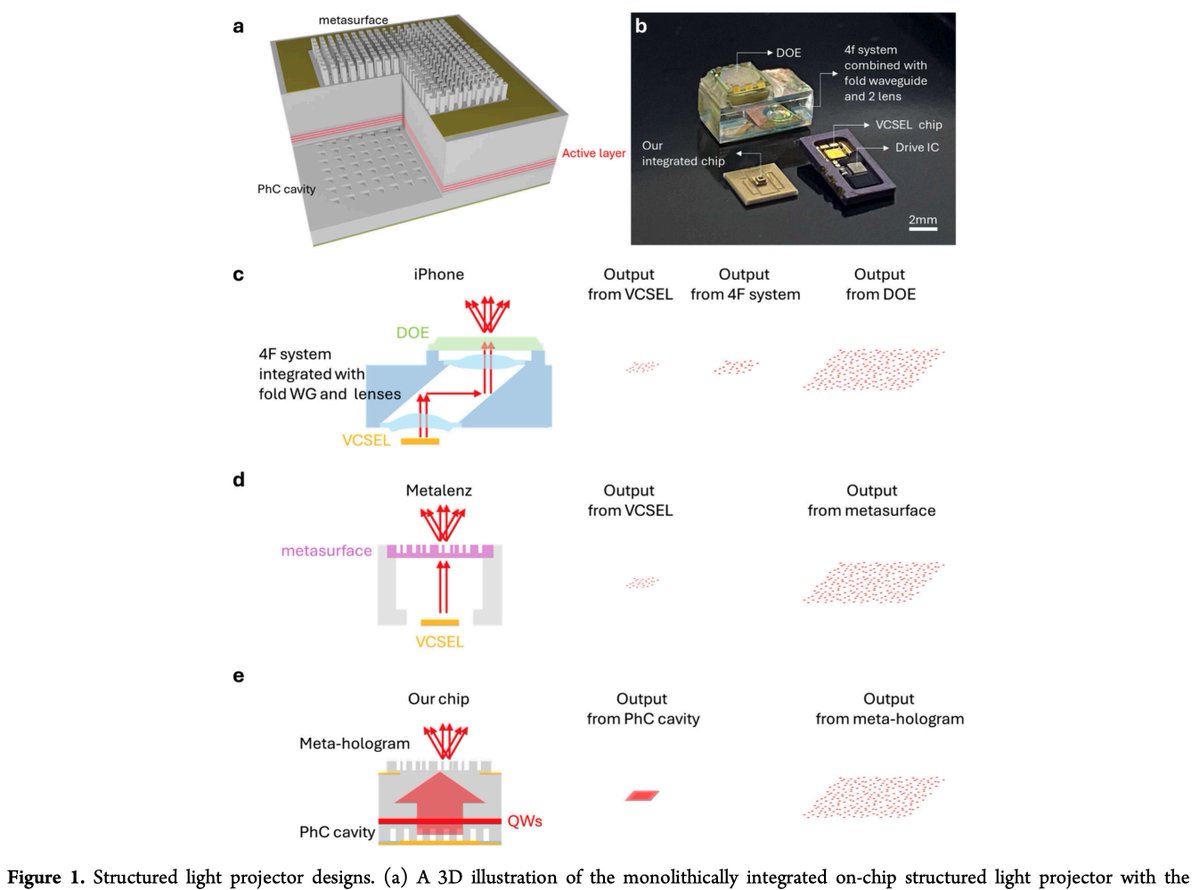 a
metasurface
Active layer
PhC cavity
b
DOE
4f system
combined with
fold waveguide
and 2 lens
VCSEL chip
Drive IC
Our
integrated chip
2mm
c
iPhone
Output
from VCSEL
Output
from 4F system
Output
from DOE
DOE
4F system
integrated with
fold WG and lenses
VCSEL
d
Metalenz
Output
from VCSEL
Output
from metasurface
metasurface
VCSEL
e
Our chip
Output
from PhC cavity
Output
from meta-hologram
Meta-hologram
QWs
PhC cavity
Figure 1. Structured light projector designs. (a) A 3D illustration of the monolithically integrated on-chip structured light projector with the